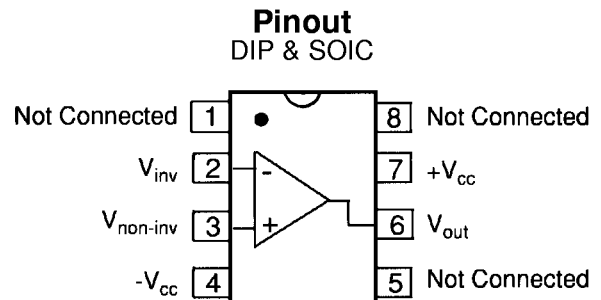 Pinout
DIP & SOIC
Not Connected 1 8 Not Connected
Vinv 2 - 7 +Vcc
Vnon-inv 3 + 6 Vout
-Vcc 4 5 Not Connected